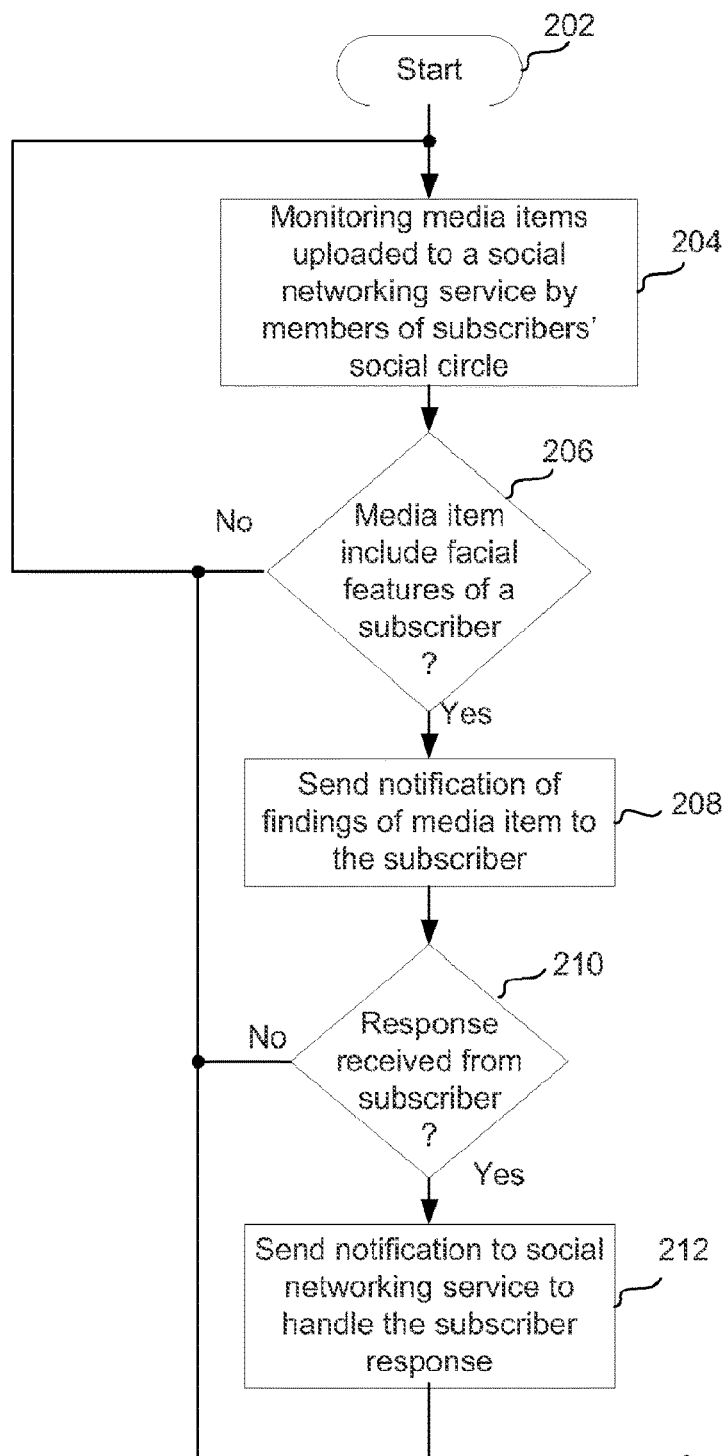 202
Start
Monitoring media items
uploaded to a social
networking service by
members of subscribers'
social circle
204
206
No
Media item
include facial
features of a
subscriber
?
Yes
Send notification of
findings of media item to
the subscriber
208
210
No
Response
received from
subscriber
?
Yes
Send notification to social
networking service to
handle the subscriber
response
212